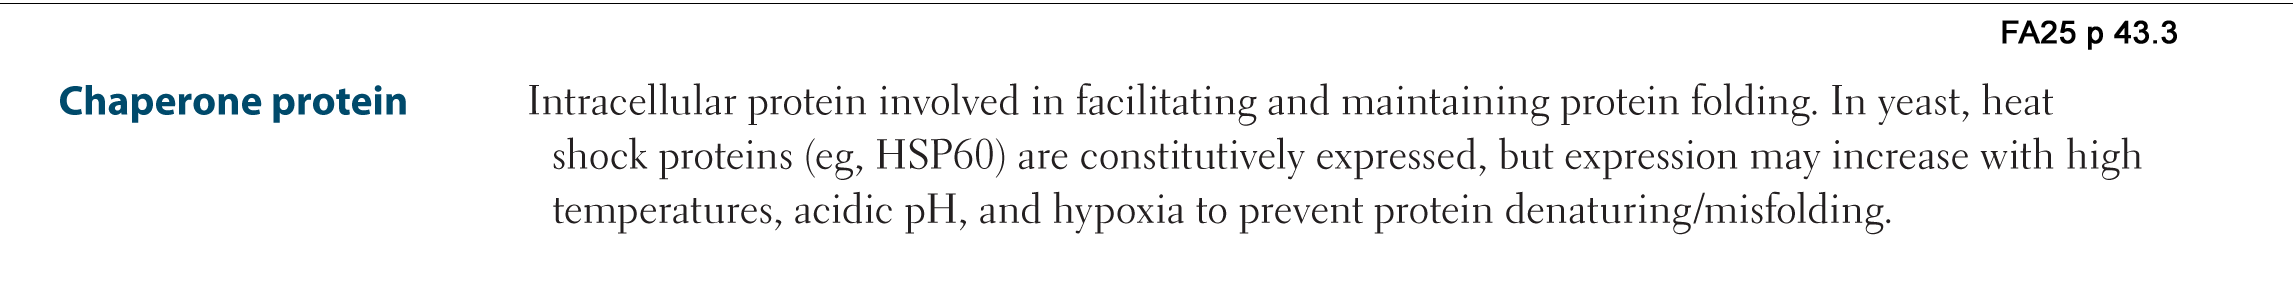 FA25 p 43.3
Chaperone protein
Intracellular protein involved in facilitating and maintaining protein folding. In yeast, heat
shock proteins (eg, HSP60) are constitutively expressed, but expression may increase with high
temperatures, acidic pH, and hypoxia to prevent protein denaturing/misfolding.